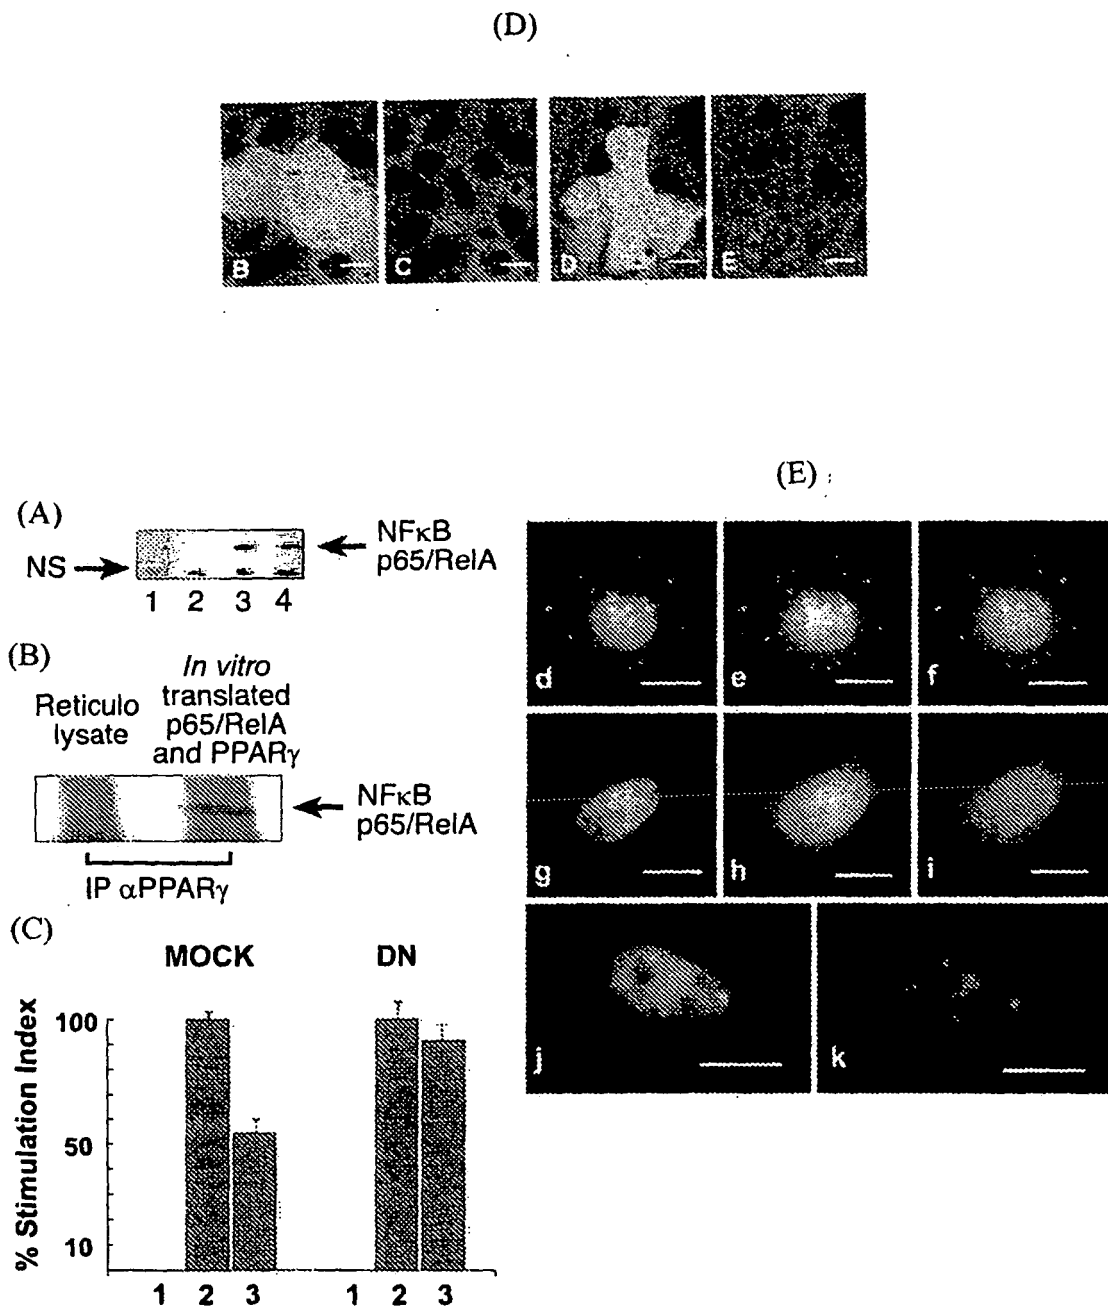 (D)
B
C
D
E
(A)
NS
NFκB
p65/RelA
1 2 3 4
(B)
Reticulo
lysate
In vitro
translated
p65/RelA
and PPARγ
NFκB
p65/RelA
IP αPPARγ
(C)
MOCK
DN
% Stimulation Index
100
50
10
1 2 3
1 2 3
(E)
d
e
f
g
h
i
j
k